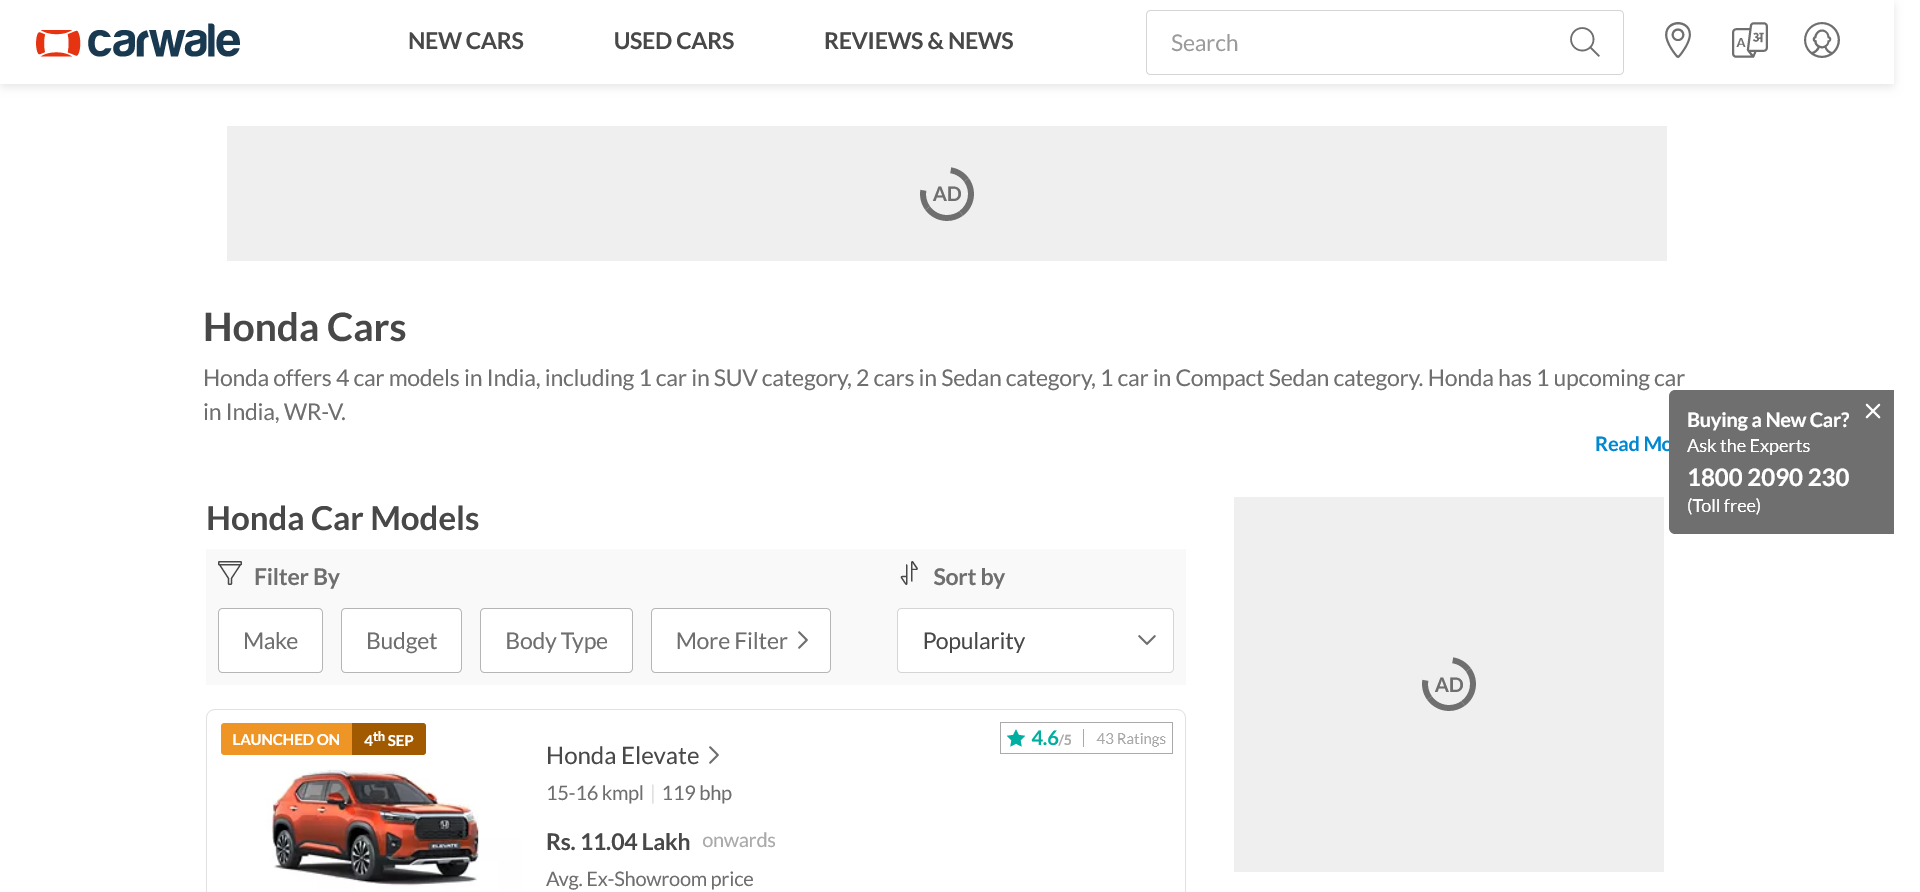 carwale
NEW CARS
USED CARS
REVIEWS & NEWS
Search
A अ
AD
Honda Cars
Honda offers 4 car models in India, including 1 car in SUV category, 2 cars in Sedan category, 1 car in Compact Sedan category. Honda has 1 upcoming car
in India, WR-V.
Read Mo
Buying a New Car?
Ask the Experts
1800 2090 230
(Toll free)
Honda Car Models
Filter By
Sort by
Make
Budget
Body Type
More Filter
Popularity
AD
LAUNCHED ON 4th SEP
4.6/5
43 Ratings
Honda Elevate
15-16 kmpl
119 bhp
Rs. 11.04 Lakh onwards
Avg. Ex-Showroom price
ELEVATE